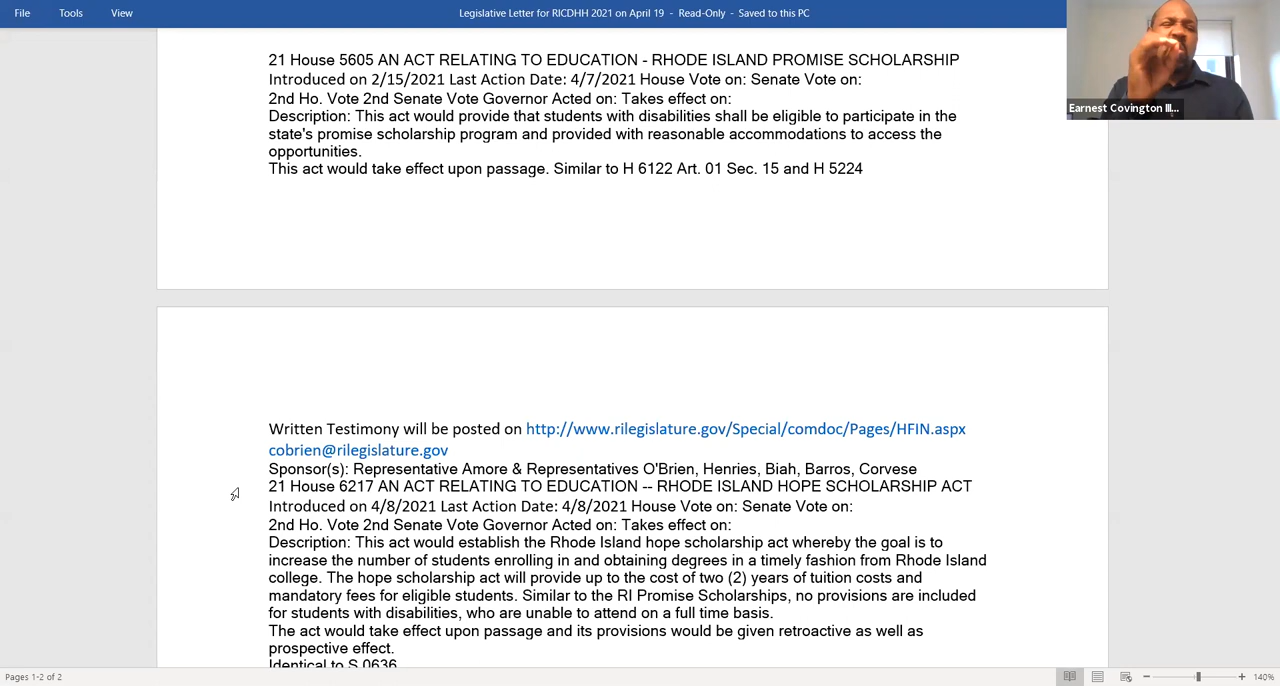 File Tools View Legislative Letter for RICDHH 2021 on April 19 - Read-Only - Saved to this PC
21 House 5605 AN ACT RELATING TO EDUCATION - RHODE ISLAND PROMISE SCHOLARSHIP
Introduced on 2/15/2021 Last Action Date: 4/7/2021 House Vote on: Senate Vote on:
2nd Ho. Vote 2nd Senate Vote Governor Acted on: Takes effect on:
Description: This act would provide that students with disabilities shall be eligible to participate in the
state's promise scholarship program and provided with reasonable accommodations to access the
opportunities.
This act would take effect upon passage. Similar to H 6122 Art. 01 Sec. 15 and H 5224
Earnest Covington III...
Written Testimony will be posted on http://www.rilegislature.gov/Special/comdoc/Pages/HFIN.aspx
cobrien@rilegislature.gov
Sponsor(s): Representative Amore & Representatives O'Brien, Henries, Biah, Barros, Corvese
21 House 6217 AN ACT RELATING TO EDUCATION -- RHODE ISLAND HOPE SCHOLARSHIP ACT
Introduced on 4/8/2021 Last Action Date: 4/8/2021 House Vote on: Senate Vote on:
2nd Ho. Vote 2nd Senate Vote Governor Acted on: Takes effect on:
Description: This act would establish the Rhode Island hope scholarship act whereby the goal is to
increase the number of students enrolling in and obtaining degrees in a timely fashion from Rhode Island
college. The hope scholarship act will provide up to the cost of two (2) years of tuition costs and
mandatory fees for eligible students. Similar to the RI Promise Scholarships, no provisions are included
for students with disabilities, who are unable to attend on a full time basis.
The act would take effect upon passage and its provisions would be given retroactive as well as
prospective effect.
Identical to S 0636
Pages 1-2 of 2 140%